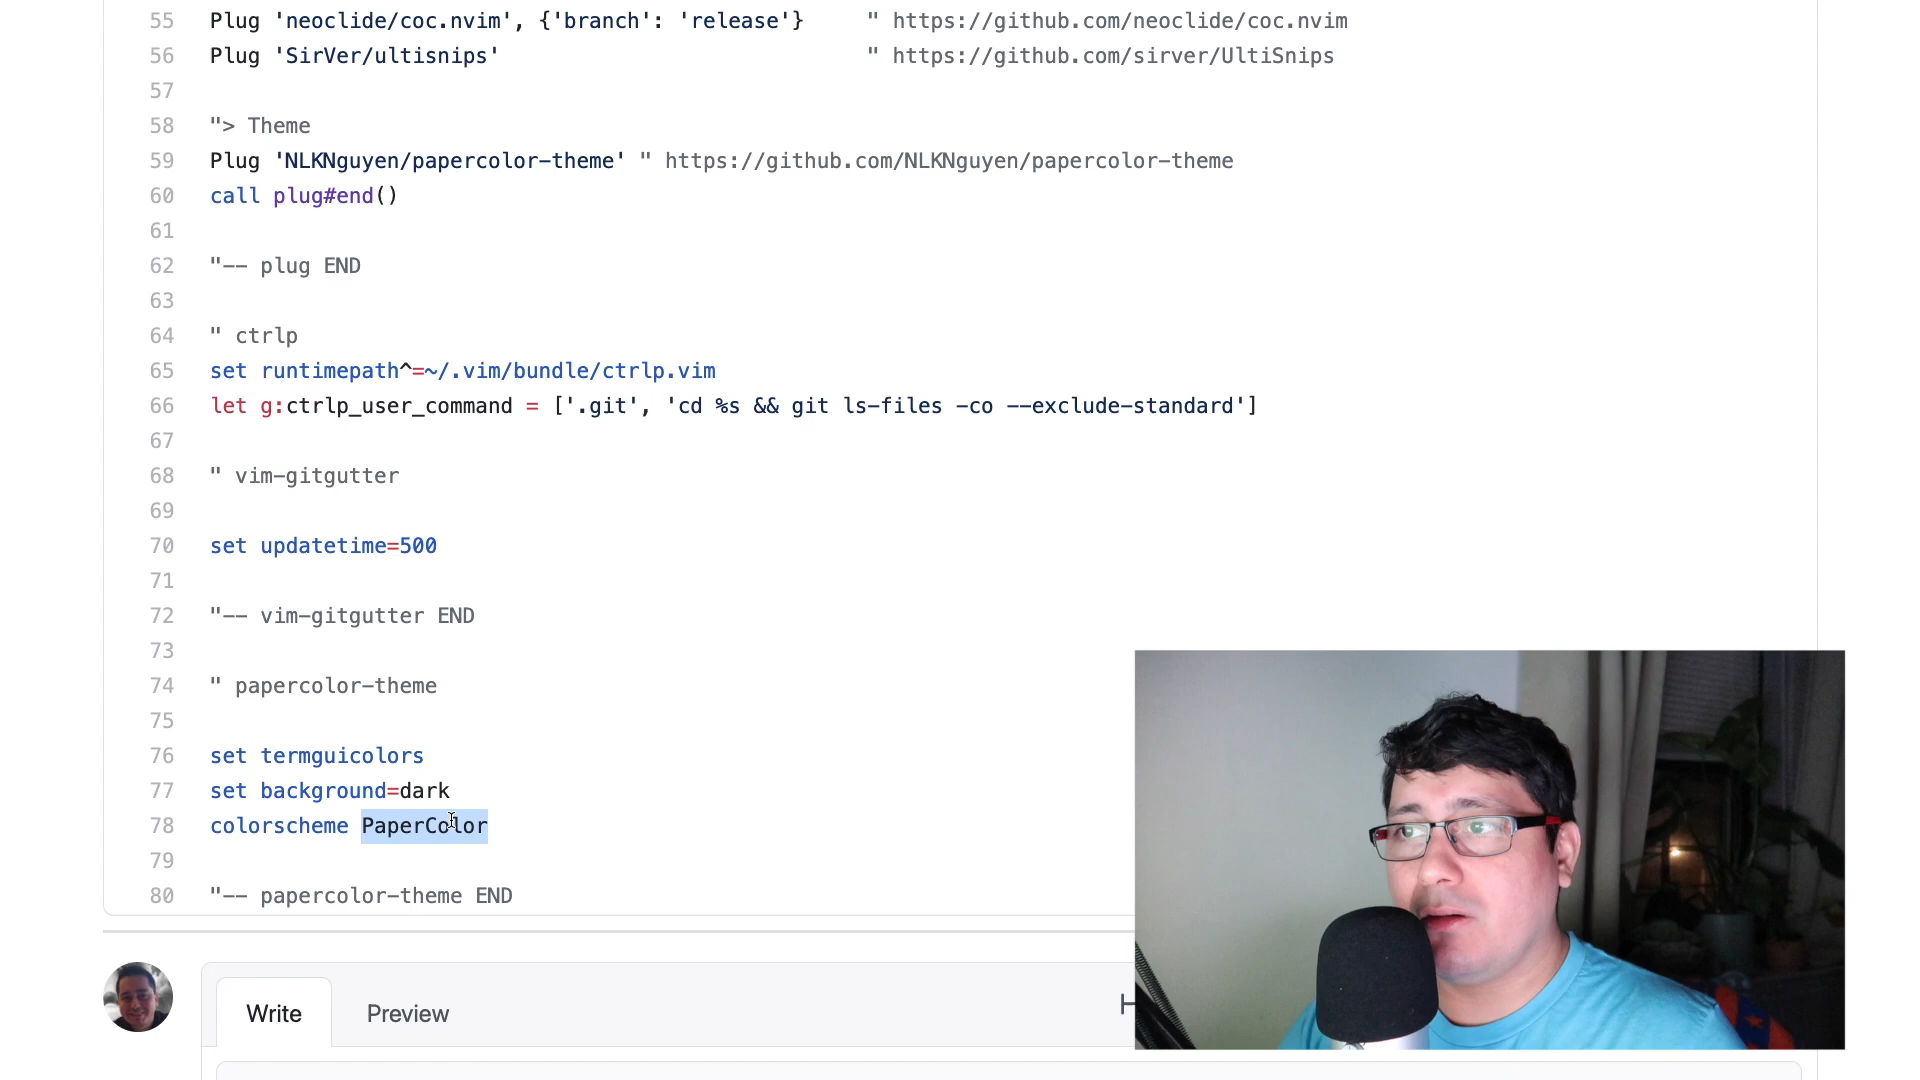 55 Plug 'neoclide/coc.nvim', {'branch': 'release'} " https://github.com/neoclide/coc.nvim
56 Plug 'SirVer/ultisnips' " https://github.com/sirver/UltiSnips
57
58 "> Theme
59 Plug 'NLKNguyen/papercolor-theme' " https://github.com/NLKNguyen/papercolor-theme
60 call plug#end()
61
62 "-- plug END
63
64 " ctrlp
65 set runtimepath^=~/.vim/bundle/ctrlp.vim
66 let g:ctrlp_user_command = ['.git', 'cd %s && git ls-files -co --exclude-standard']
67
68 " vim-gitgutter
69
70 set updatetime=500
71
72 "-- vim-gitgutter END
73
74 " papercolor-theme
75
76 set termguicolors
77 set background=dark
78 colorscheme PaperColor
79
80 "-- papercolor-theme END
Write Preview